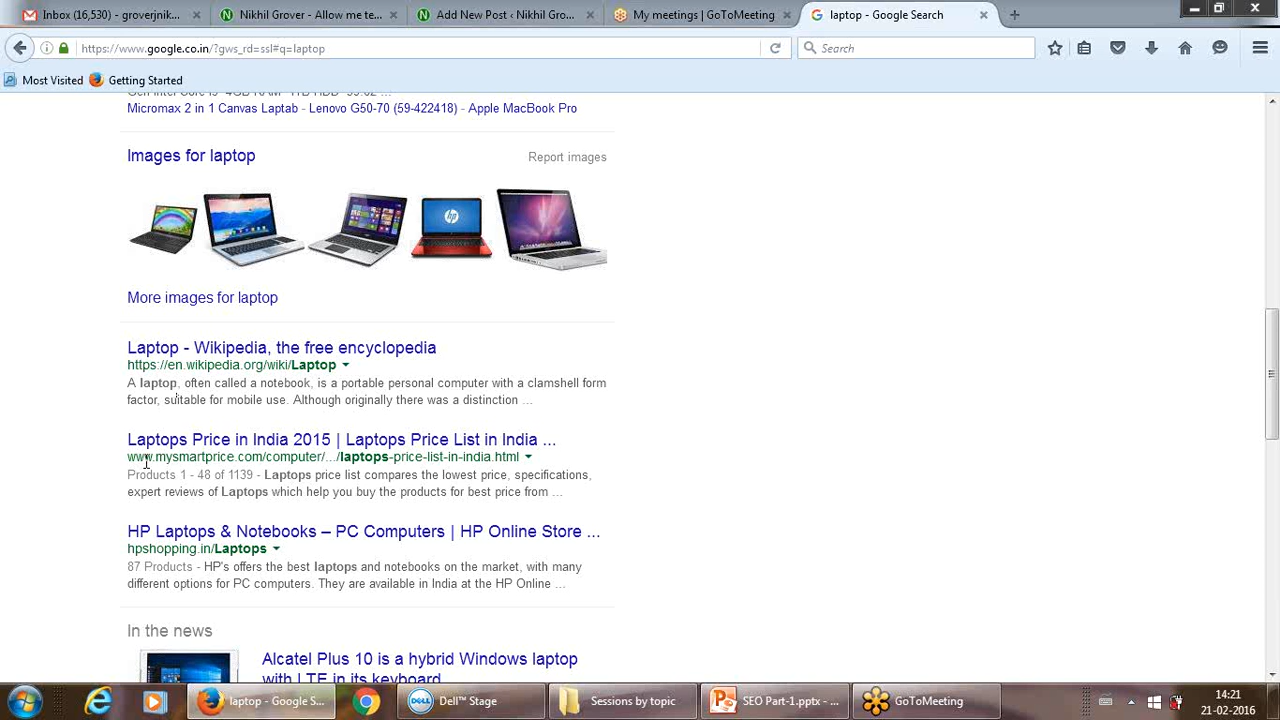 Inbox (16,530) - groverjnik...
Nikhil Grover - Allow me te...
Add New Post ‹ Nikhil Gro...
My meetings | GoToMeeting
laptop - Google Search
https://www.google.co.in/?gws_rd=ssl#q=laptop
Search
Most Visited
Getting Started
Micromax 2 in 1 Canvas Laptab - Lenovo G50-70 (59-422418) - Apple MacBook Pro
Images for laptop
Report images
hp
More images for laptop
Laptop - Wikipedia, the free encyclopedia
https://en.wikipedia.org/wiki/Laptop
A laptop, often called a notebook, is a portable personal computer with a clamshell form
factor, suitable for mobile use. Although originally there was a distinction ...
Laptops Price in India 2015 | Laptops Price List in India ...
www.mysmartprice.com/computer/.../laptops-price-list-in-india.html
Products 1 - 48 of 1139 - Laptops price list compares the lowest price, specifications,
expert reviews of Laptops which help you buy the products for best price from ...
HP Laptops & Notebooks – PC Computers | HP Online Store ...
hpshopping.in/Laptops
87 Products - HP's offers the best laptops and notebooks on the market, with many
different options for PC computers. They are available in India at the HP Online ...
In the news
Alcatel Plus 10 is a hybrid Windows laptop
with LTE in its keyboard
laptop - Google S...
Dell™ Stage
Sessions by topic
SEO Part-1.pptx - ...
GoToMeeting
14:21
21-02-2016